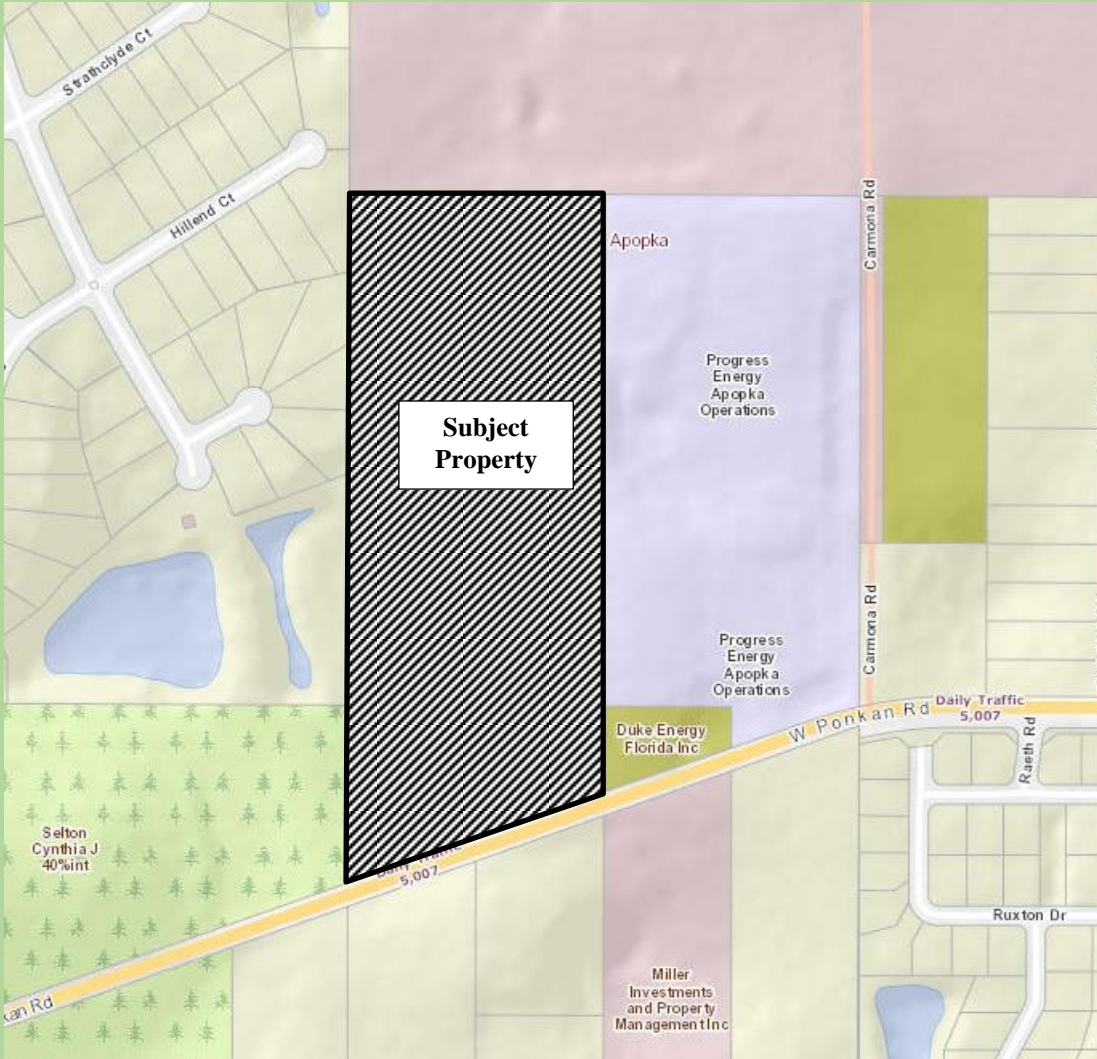 Strathclyde Ct
Hillend Ct
Carmona Rd
Apopka
Progress
Energy
Apopka
Operations
Subject
Property
Carmona Rd
Progress
Energy
Apopka
Operations
Daily Traffic
5,007
W Ponkan Rd
Duke Energy
Florida Inc
Raeth Rd
Selton
Cynthia J
40%int
Daily Traffic
5,007
Ruxton Dr
Miller
Investments
and Property
Management Inc
Rd